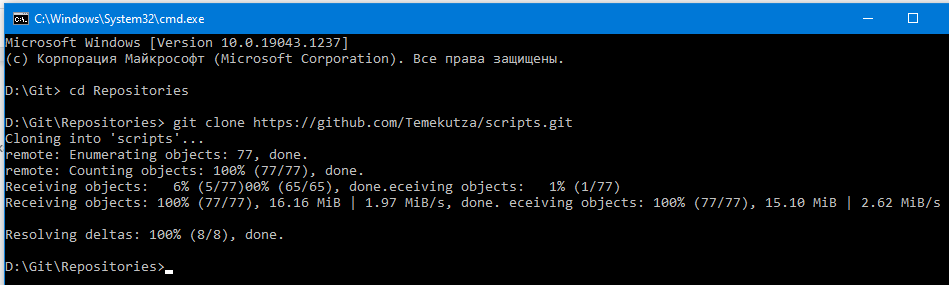 C:\Windows\System32\cmd.exe
Microsoft Windows [Version 10.0.19043.1237]
(c) Корпорация Майкрософт (Microsoft Corporation). Все права защищены.
D:\Git> cd Repositories
D:\Git\Repositories> git clone https://github.com/Temekutza/scripts.git
Cloning into 'scripts'...
remote: Enumerating objects: 77, done.
remote: Counting objects: 100% (77/77), done.
Receiving objects:   6% (5/77)00% (65/65), done.eceiving objects:   1% (1/77)
Receiving objects: 100% (77/77), 16.16 MiB | 1.97 MiB/s, done. eceiving objects: 100% (77/77), 15.10 MiB | 2.62 MiB/s
Resolving deltas: 100% (8/8), done.
D:\Git\Repositories>